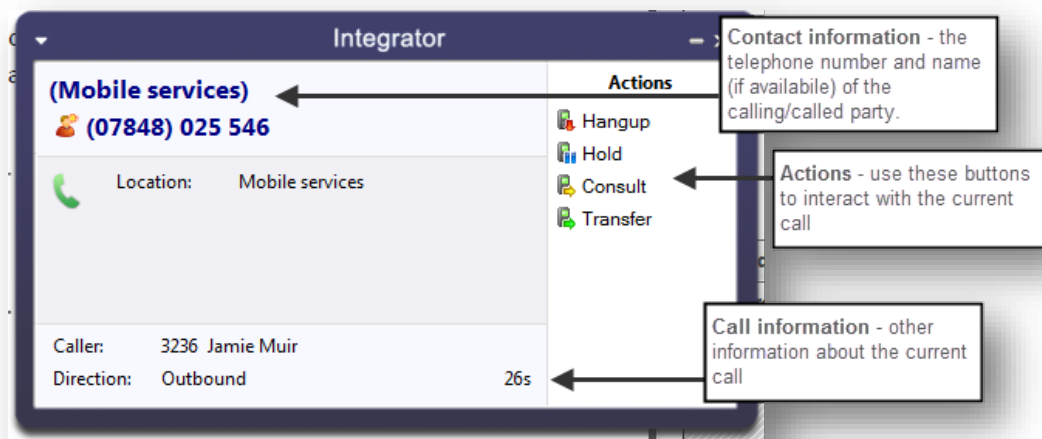 Integrator
(Mobile services)
(07848) 025 546
Location: Mobile services
Caller: 3236 Jamie Muir
Direction: Outbound 26s
Actions
Hangup
Hold
Consult
Transfer
Contact information - the
telephone number and name
(if availabile) of the
calling/called party.
Actions - use these buttons
to interact with the current
call
Call information - other
information about the current
call